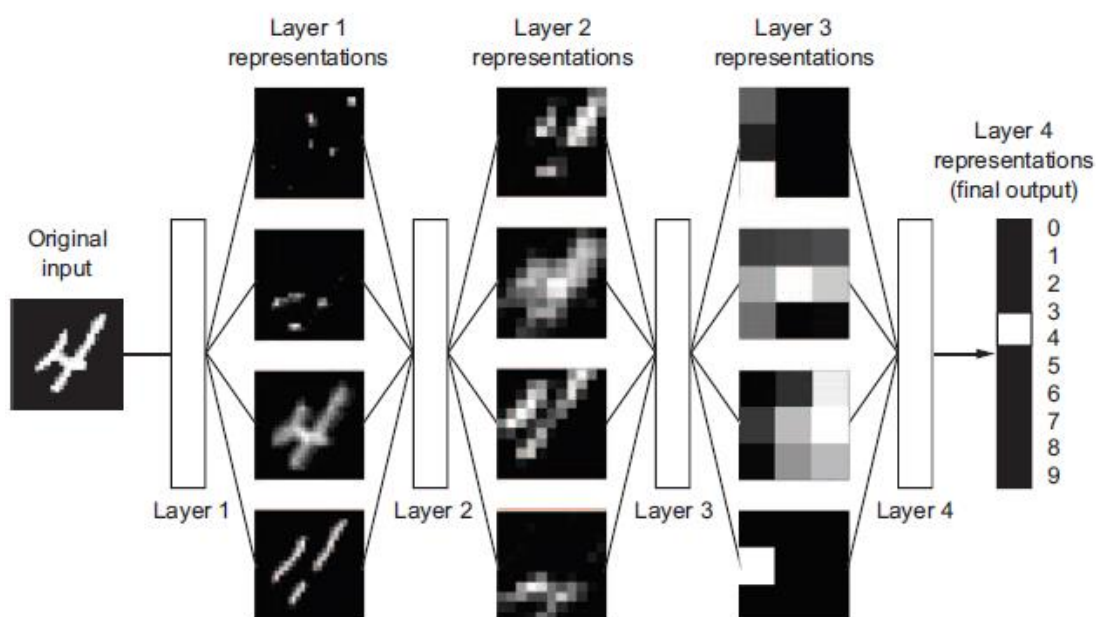 Layer 1
representations
Layer 2
representations
Layer 3
representations
Layer 4
representations
(final output)
Original
input
0
1
2
3
4
5
6
7
8
9
Layer 1
Layer 2
Layer 3
Layer 4